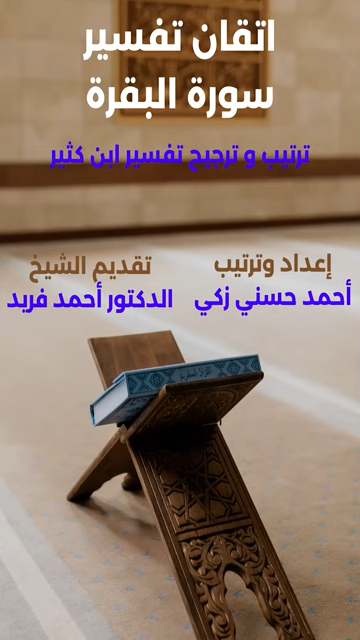 اتقان تفسير
سورة البقرة
ترتيب و ترجيح تفسير ابن كثير
إعداد وترتيب
أحمد حسني زكي
تقديم الشيخ
الدكتور أحمد فريد